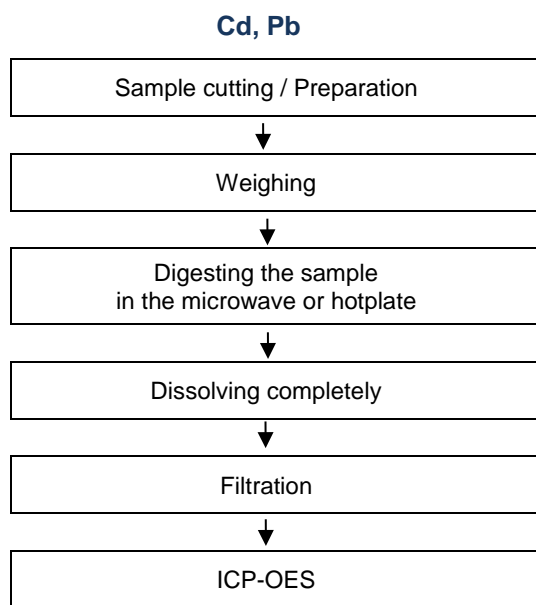 Cd, Pb
Sample cutting / Preparation
Weighing
Digesting the sample
in the microwave or hotplate
Dissolving completely
Filtration
ICP-OES